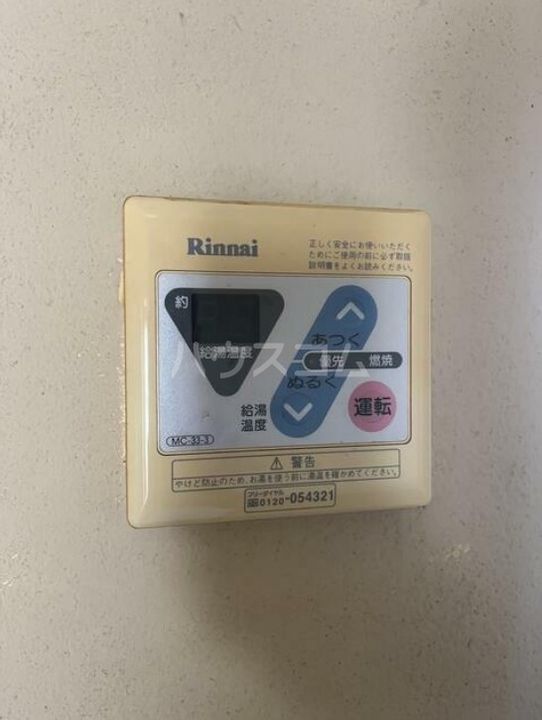 Rinnai
正しく安全にお使いいただく
ためにご使用の前に必ず取扱
説明書をよくお読みください。
約
給湯温度
あつく
優先 燃焼
ぬるく
給湯
温度
運転
MC-33-3
ハウスコム
⚠警告
やけど防止のため、お湯を使う前に湯温を確かめてください。
フリーダイヤル
0120-054321